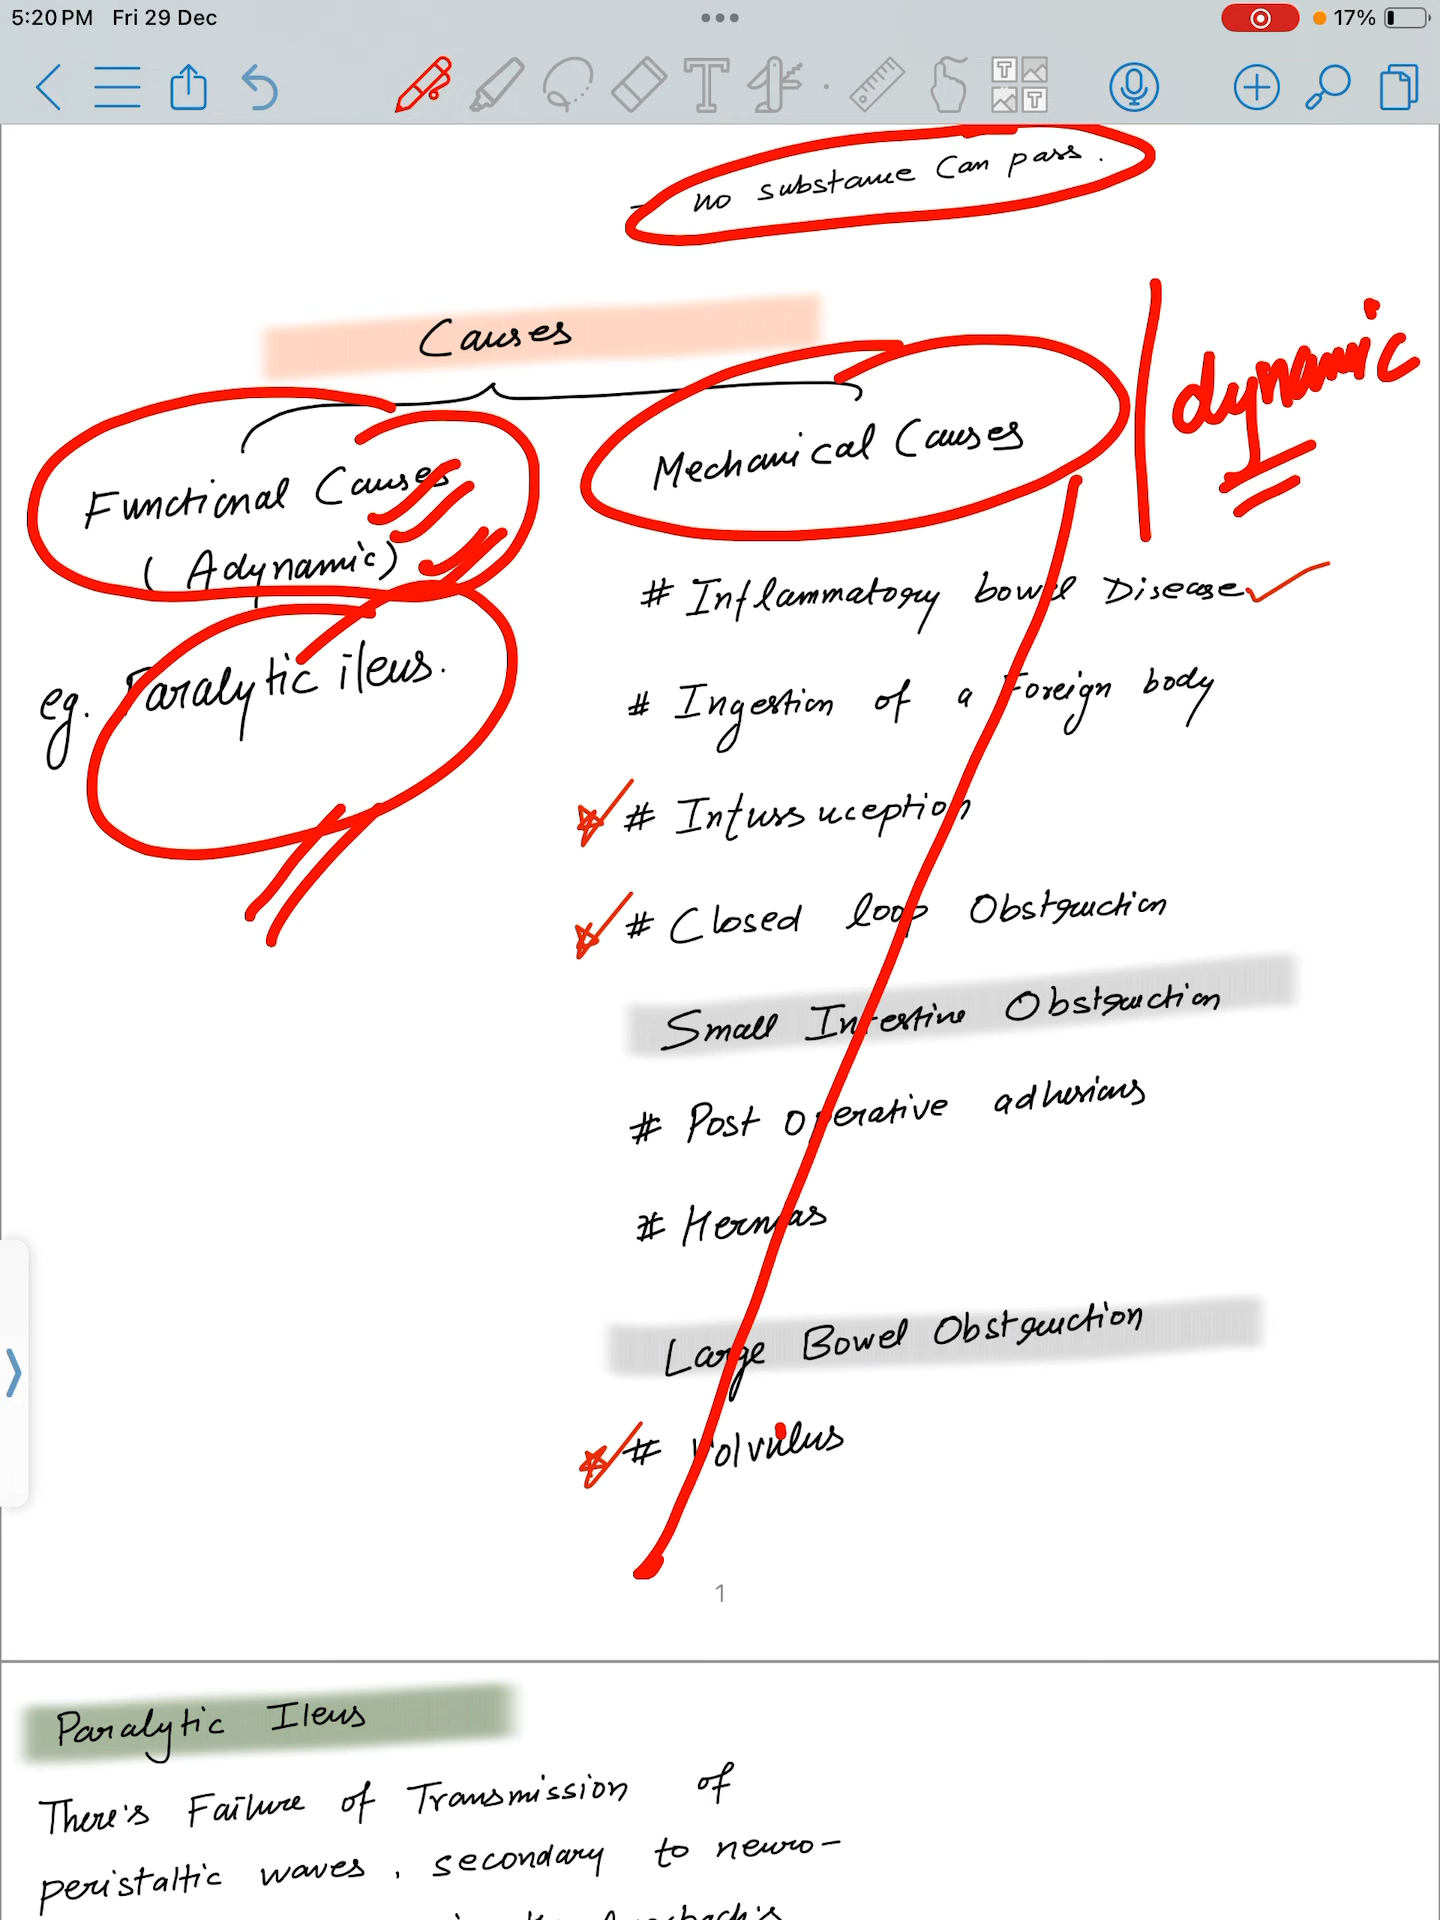 5:20 PM Fri 29 Dec
17%
- no substance Can pass.
Causes
Functional Causes
(Adynamic)
eg. Paralytic ileus.
Mechanical Causes
dynamic
# Inflammatory bowel Disease
# Ingestion of a Foreign body
# Intussuception
# Closed loop Obstruction
Small Intestine Obstruction
# Post operative adhesions
# Hernias
Large Bowel Obstruction
# Volvulus
1
Paralytic Ileus
There's Failure of Transmission of
peristaltic waves, secondary to neuro-